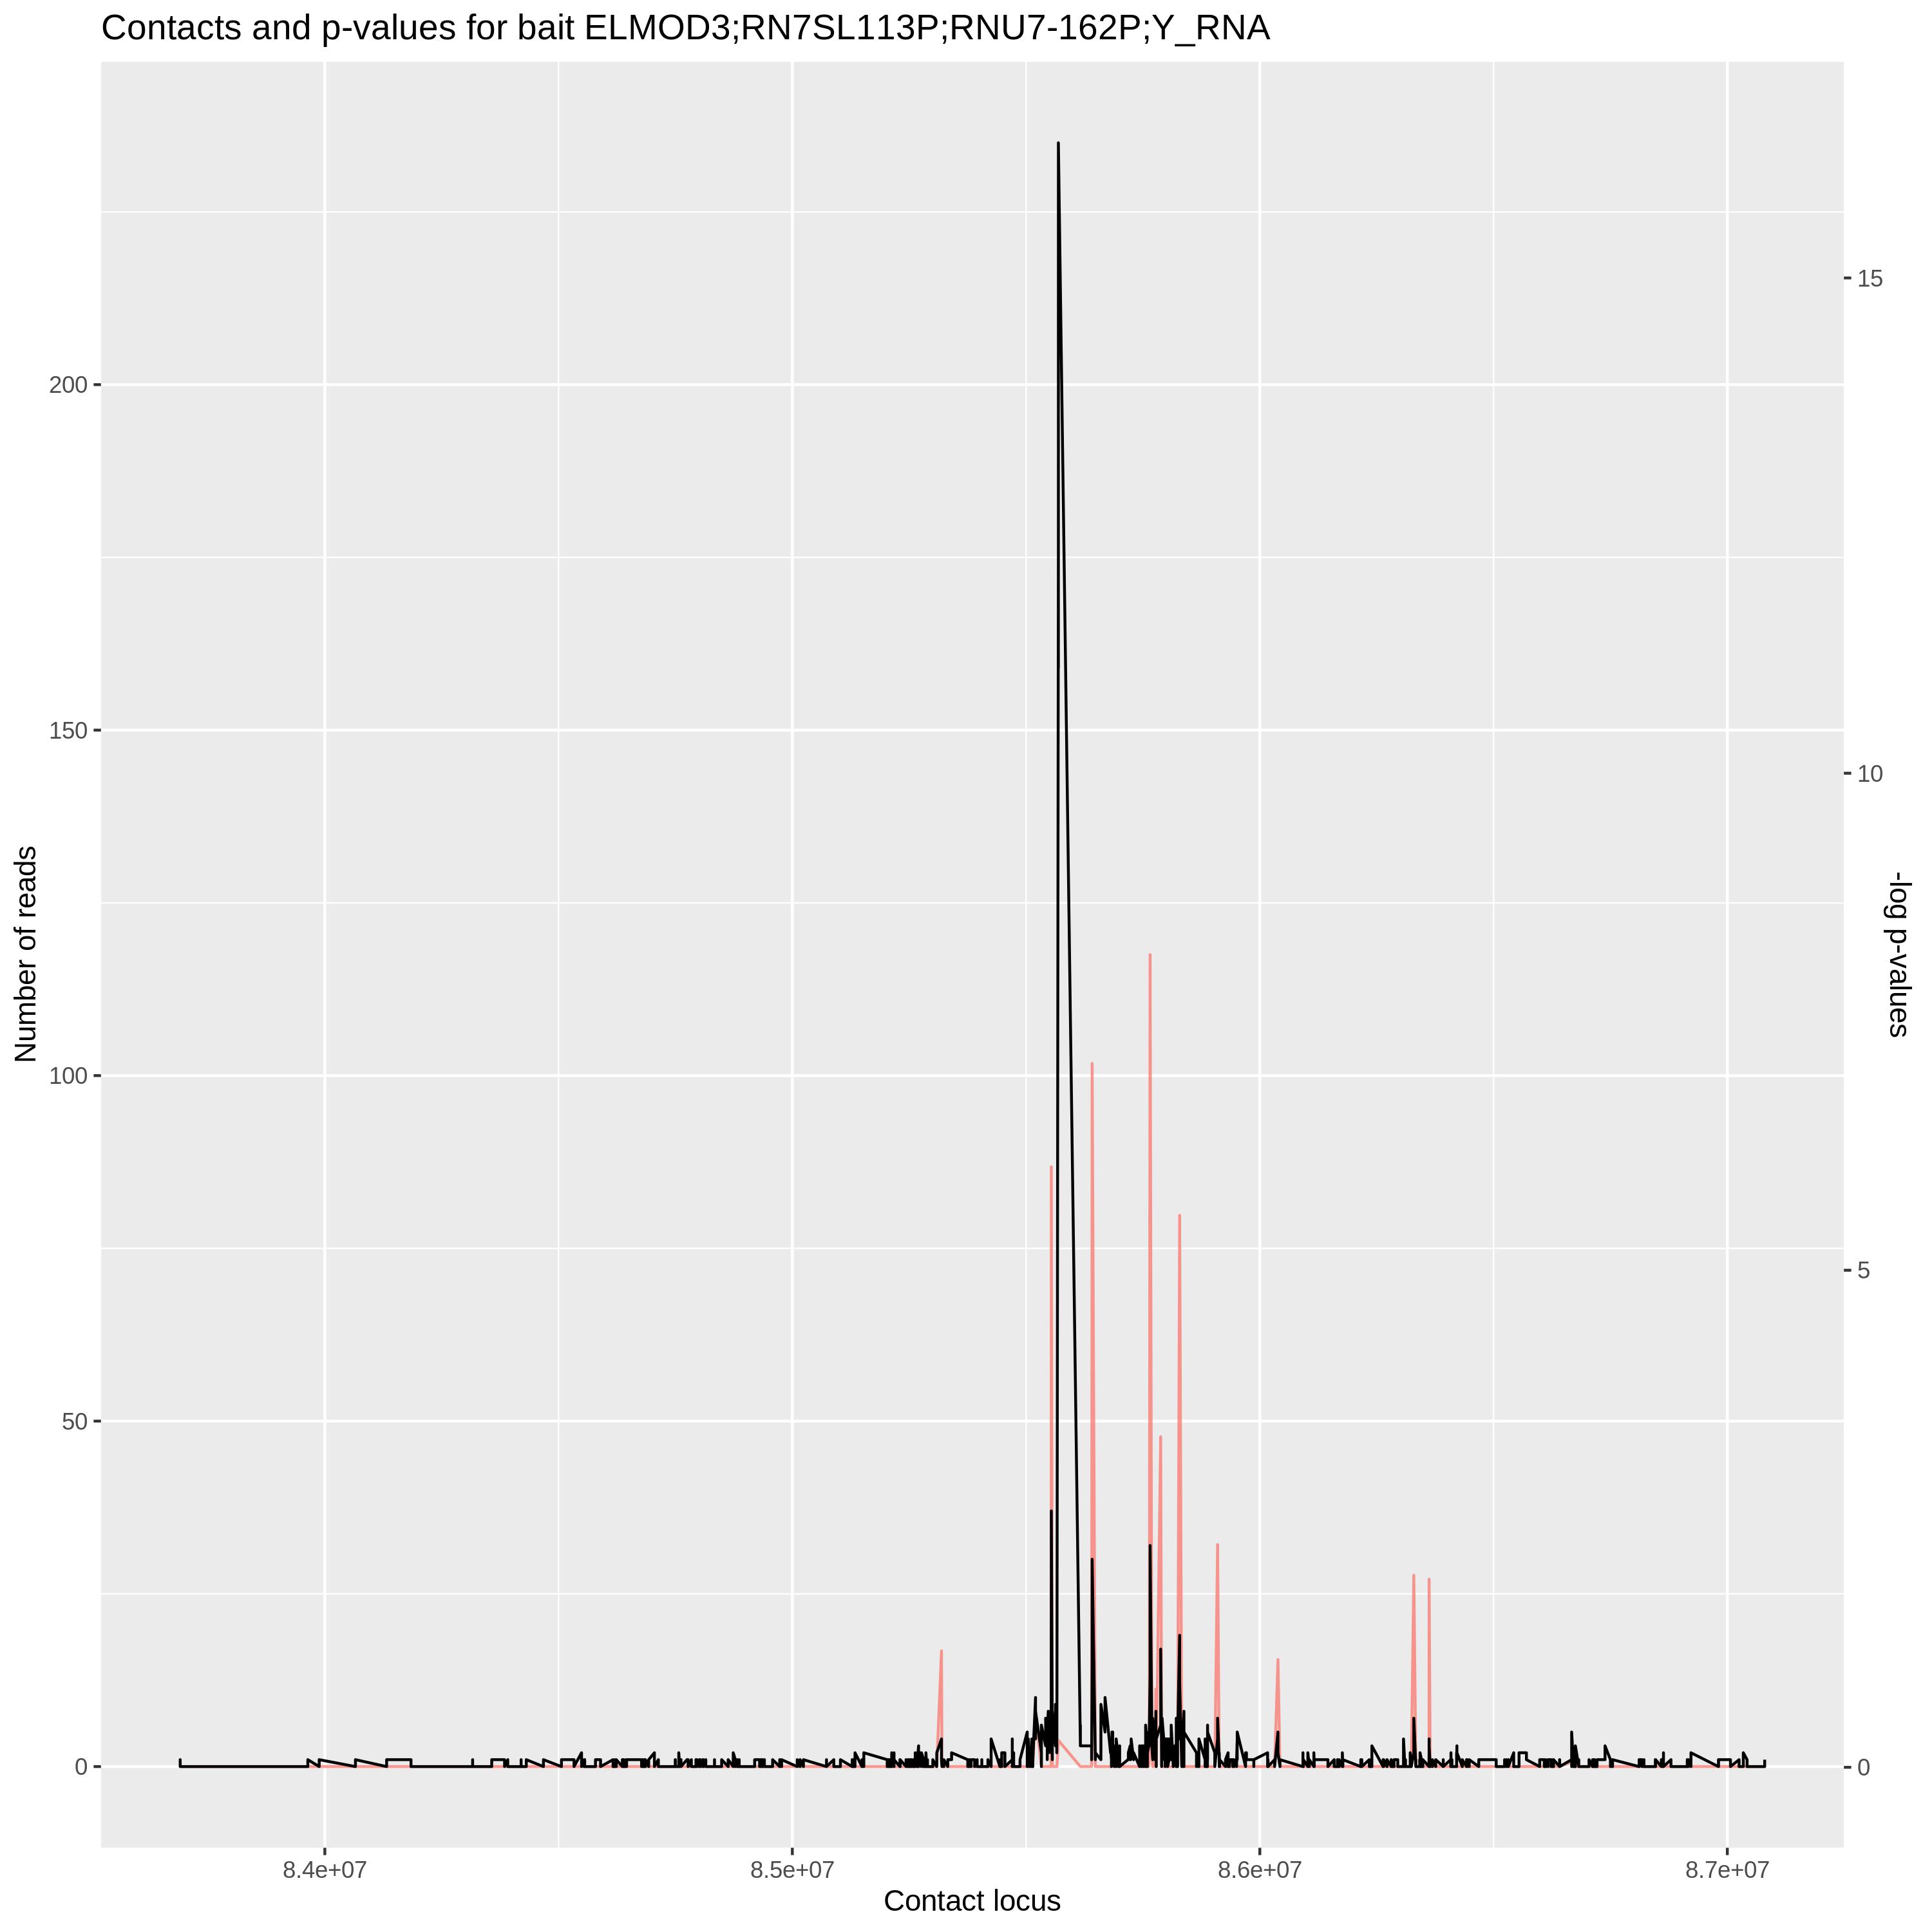 Contacts and p-values for bait ELMOD3;RN7SL113P;RNU7-162P;Y_RNA
Number of reads
200
150
100
50
0
15
10
5
0
-log p-values
8.4e+07
8.5e+07
8.6e+07
8.7e+07
Contact locus